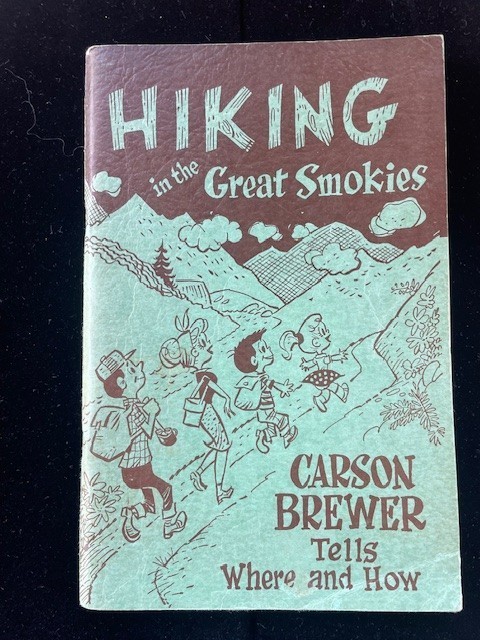 HIKING
in the
Great Smokies
CARSON
BREWER
Tells
Where and How